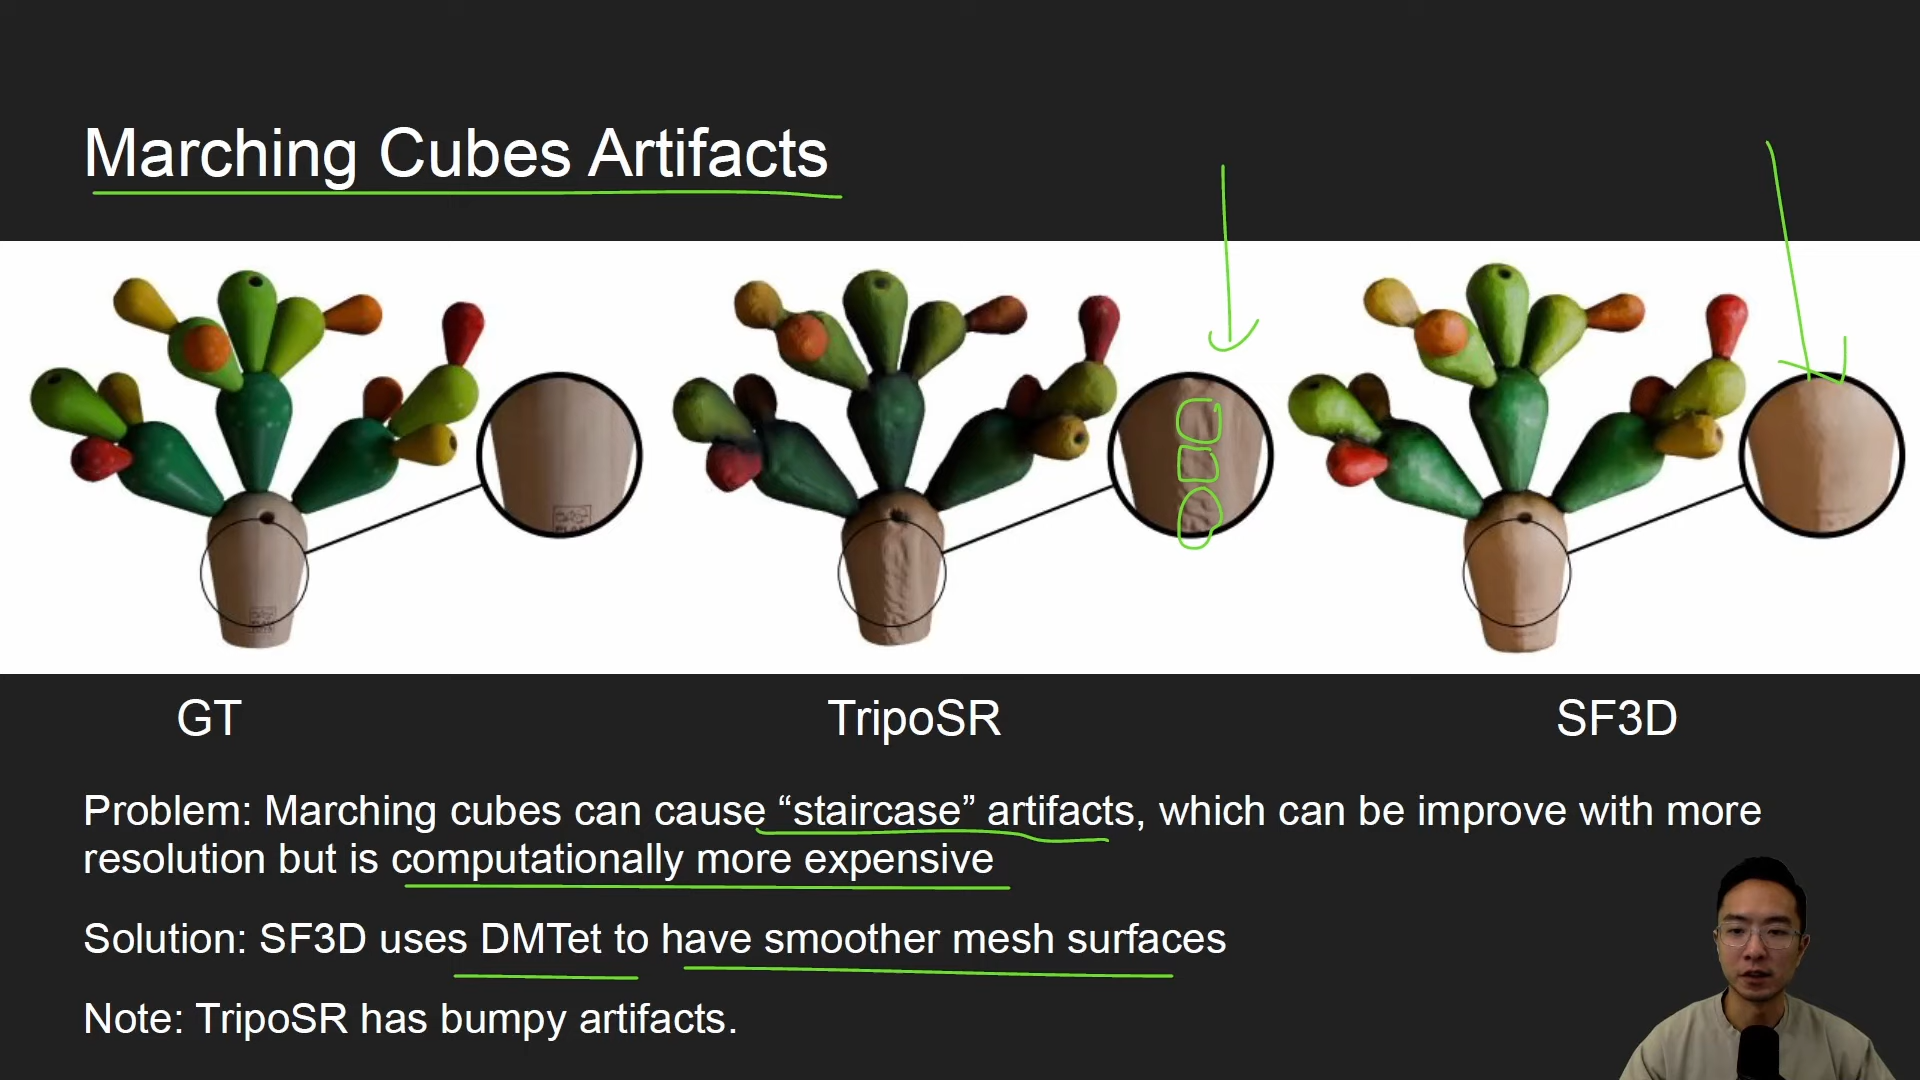 Marching Cubes Artifacts
GT
TripoSR
SF3D
Problem: Marching cubes can cause “staircase” artifacts, which can be improve with more
resolution but is computationally more expensive
Solution: SF3D uses DMTet to have smoother mesh surfaces
Note: TripoSR has bumpy artifacts.